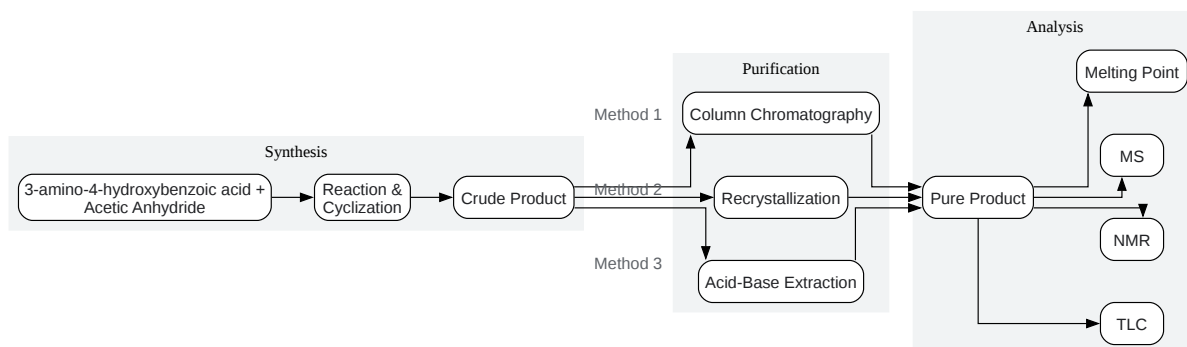 Synthesis
3-amino-4-hydroxybenzoic acid +
Acetic Anhydride
Reaction &
Cyclization
Crude Product
Method 1
Method 2
Method 3
Purification
Column Chromatography
Recrystallization
Acid-Base Extraction
Analysis
Pure Product
Melting Point
MS
NMR
TLC